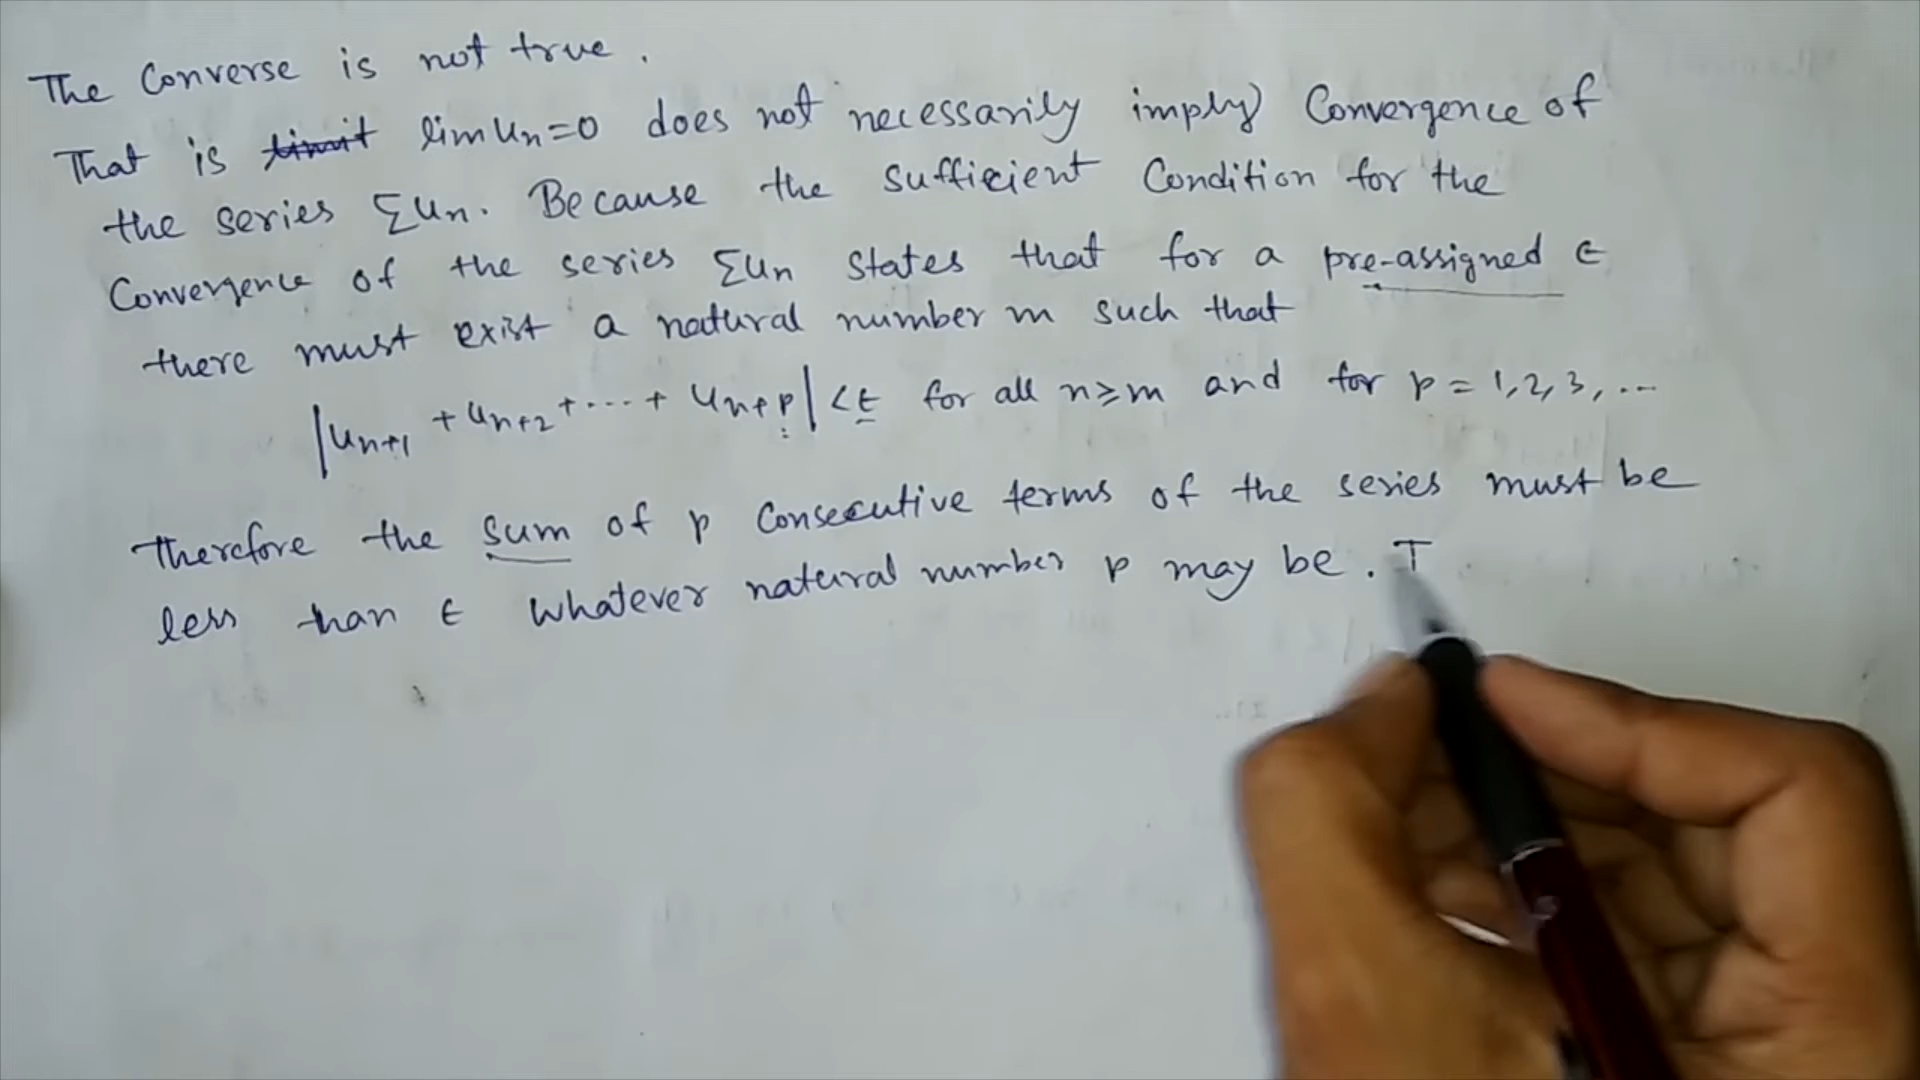 The Converse is not true.
That is limit lim un=0 does not necessarily imply Convergence of
the series Σun. Because the sufficient Condition for the
Convergence of the series Σun states that for a pre-assigned ϵ
there must exist a natural number m such that
|un+1 + un+2 + ... + un+p| < ϵ for all n≥m and for p = 1,2,3,...
Therefore the sum of p Consecutive terms of the series must be
less than ϵ whatever natural number p may be. T